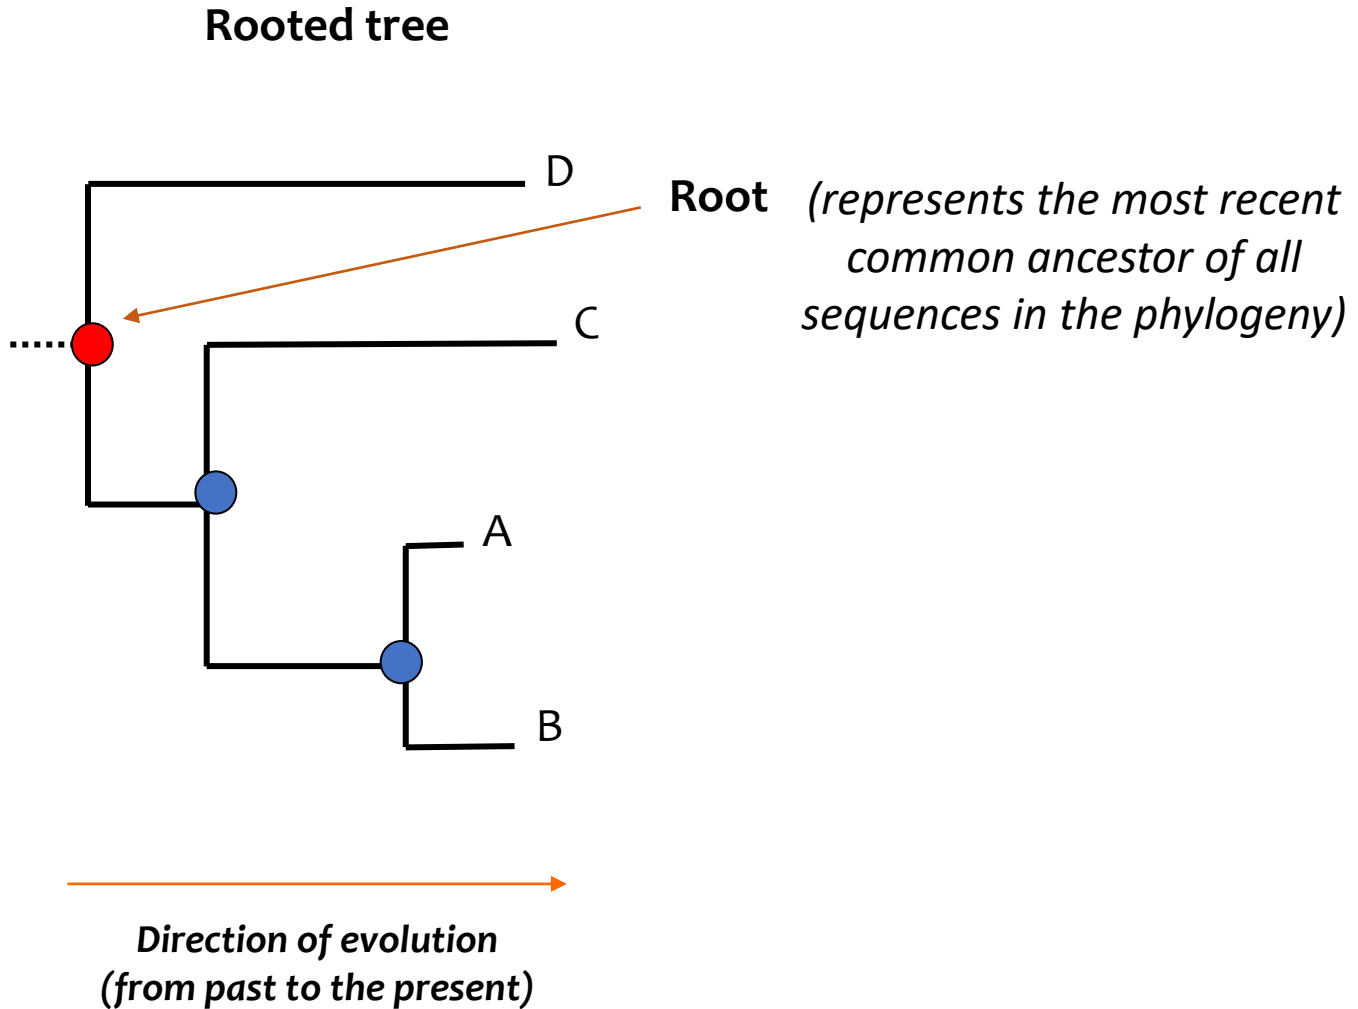 Rooted tree
D
Root (represents the most recent
common ancestor of all
sequences in the phylogeny)
C
A
B
Direction of evolution
(from past to the present)